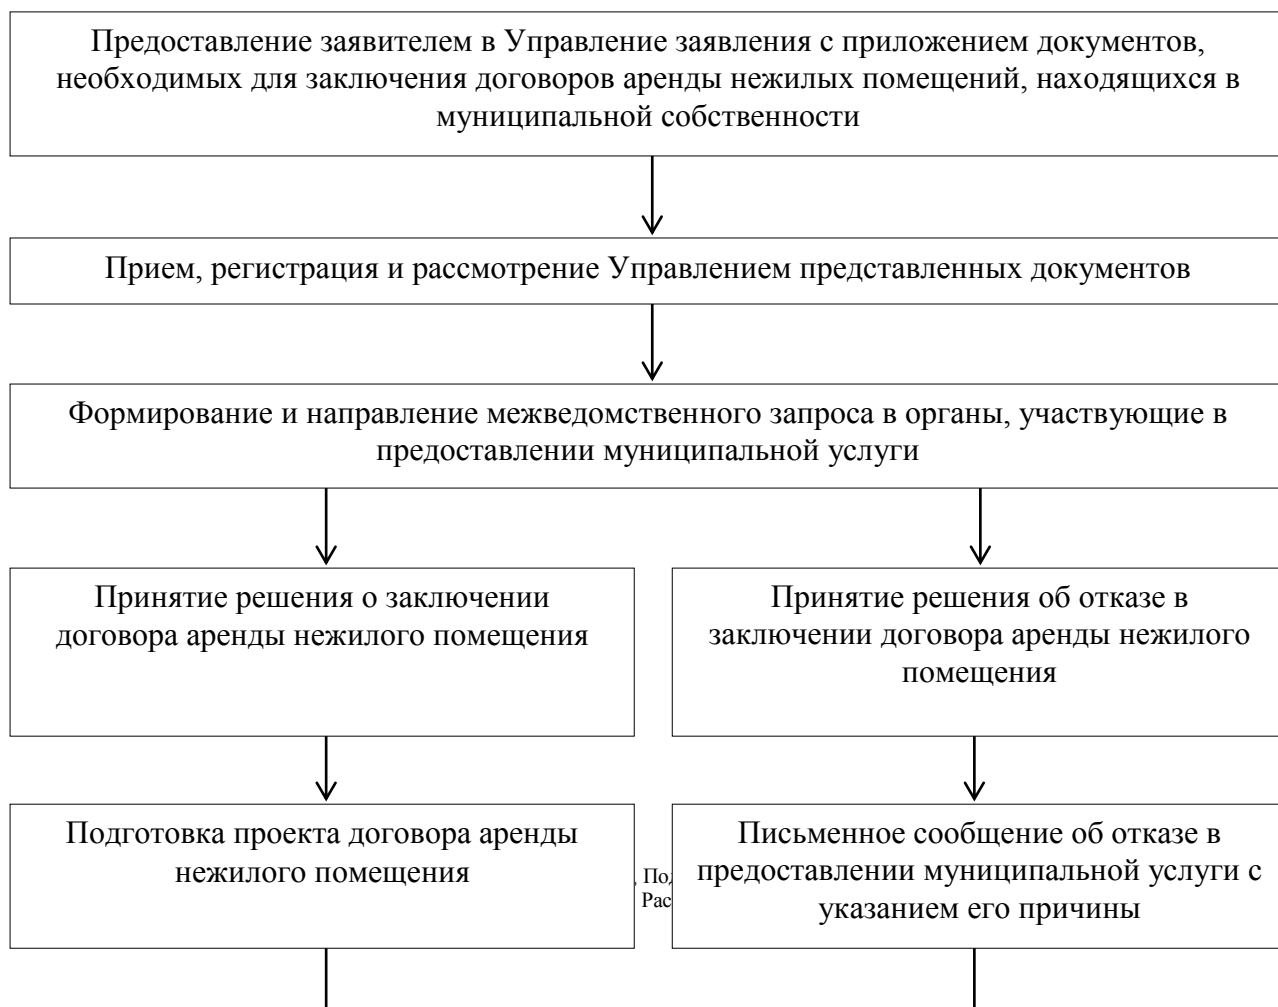 Предоставление заявителем в Управление заявления с приложением документов,
необходимых для заключения договоров аренды нежилых помещений, находящихся в
муниципальной собственности
Прием, регистрация и рассмотрение Управлением представленных документов
Формирование и направление межведомственного запроса в органы, участвующие в
предоставлении муниципальной услуги
Принятие решения о заключении
договора аренды нежилого помещения
Принятие решения об отказе в
заключении договора аренды нежилого
помещения
Подготовка проекта договора аренды
нежилого помещения
Письменное сообщение об отказе в
предоставлении муниципальной услуги с
указанием его причины